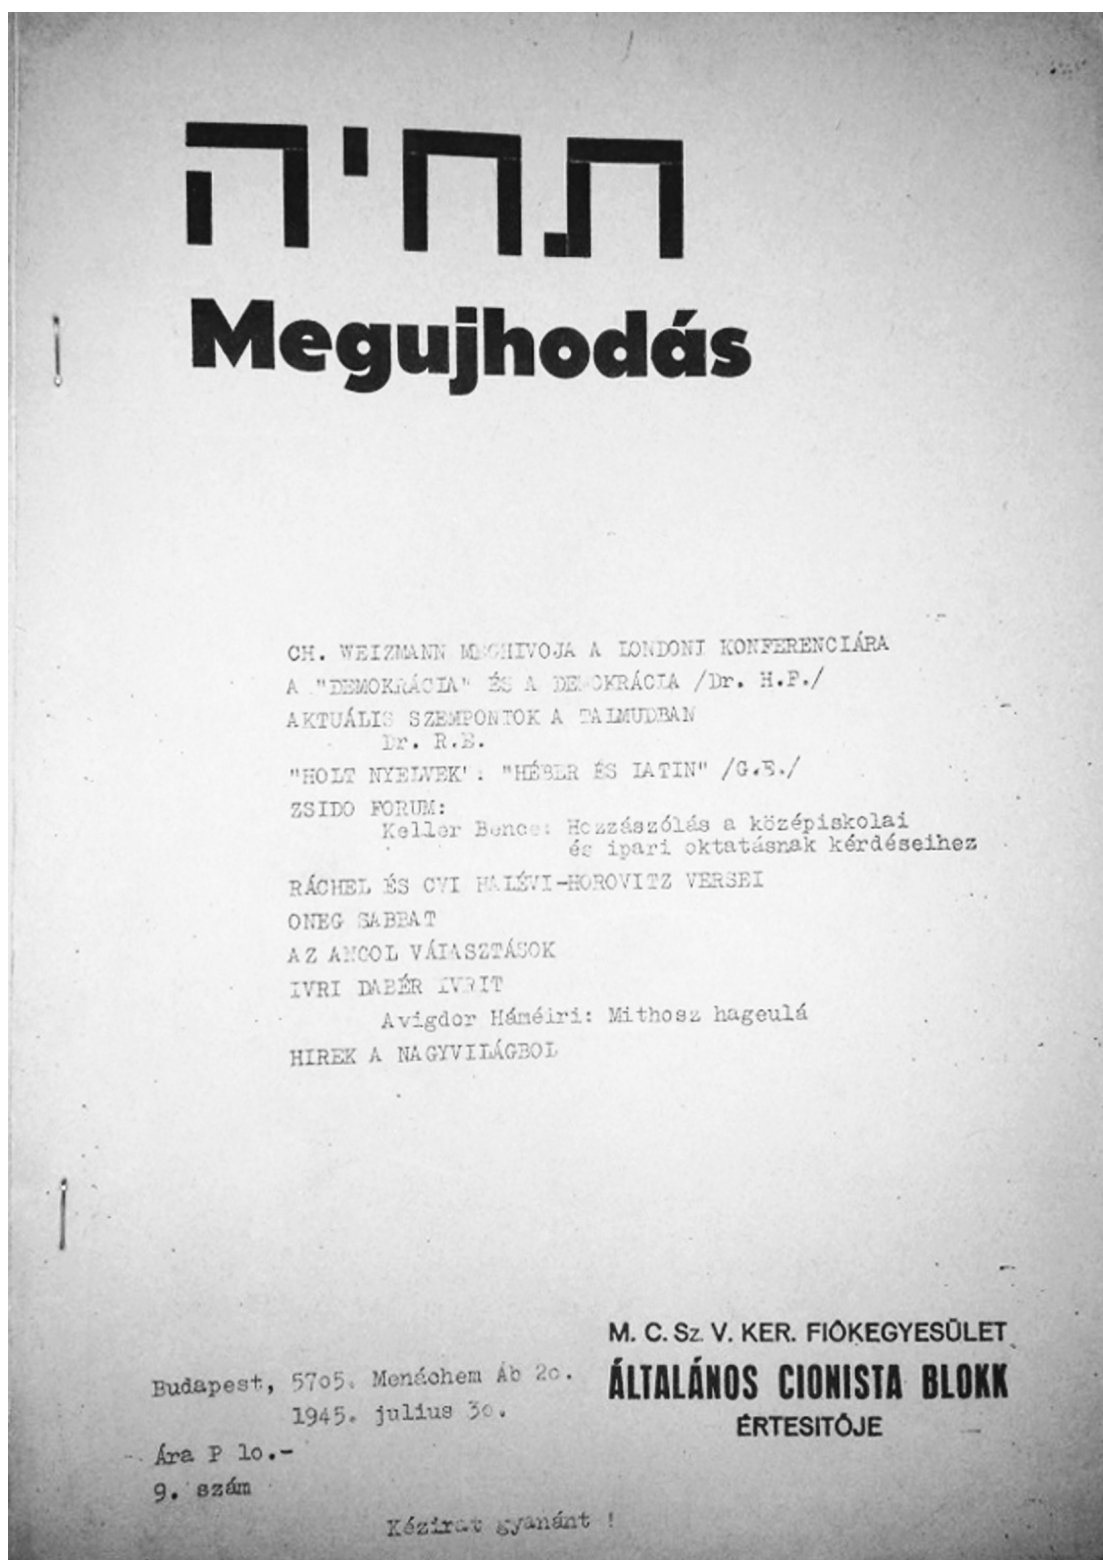 תחיה
Megujhodás
CH. WEIZMANN MEGHIVOJA A LONDONI KONFERENCIÁRA
A "DEMOKRÁCIA" ÉS A DEMOKRÁCIA /Dr. H.F./
AKTUÁLIS SZEMPONTOK A TALMUDBAN
Dr. R.E.
"HOLT NYELVEK": "HÉBER ÉS LATIN" /G.E./
ZSIDO FORUM:
Keller Bence: Hozzászólás a középiskolai
és ipari oktatásnak kérdéseihez
RÁCHEL ÉS CVI HALÉVI-HOROVITZ VERSEI
ONEG SABBAT
AZ ANGOL VÁLASZTÁSOK
IVRI DABÉR IVRIT
Avigdor Háméiri: Mithosz hageulá
HIREK A NAGYVILÁGBOL
M. C. Sz. V. KER. FIÓKEGYESÜLET
ÁLTALÁNOS CIONISTA BLOKK
ÉRTESITŐJE
Budapest, 5705. Menáchem Áb 20.
1945. julius 30.
Ára P 10.-
9. szám
Kézirat gyanánt !